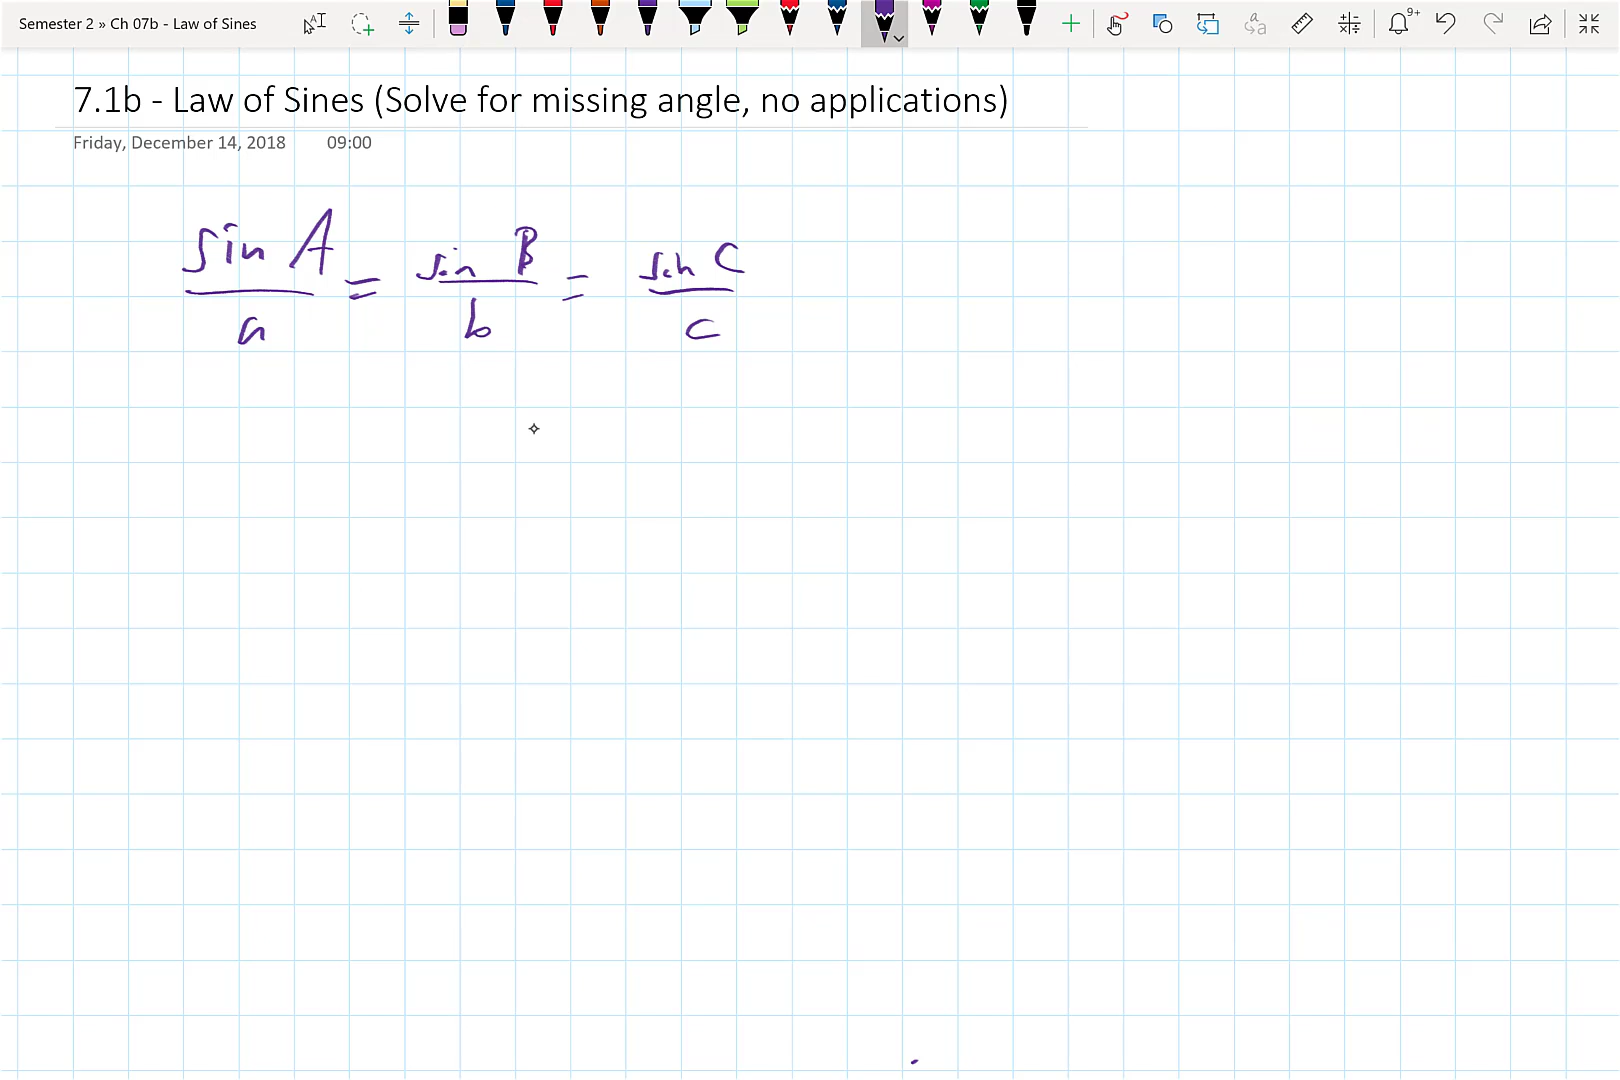 Semester 2 » Ch 07b - Law of Sines
9+
7.1b - Law of Sines (Solve for missing angle, no applications)
Friday, December 14, 2018 09:00
sin A / a = sin B / b = sin C / c